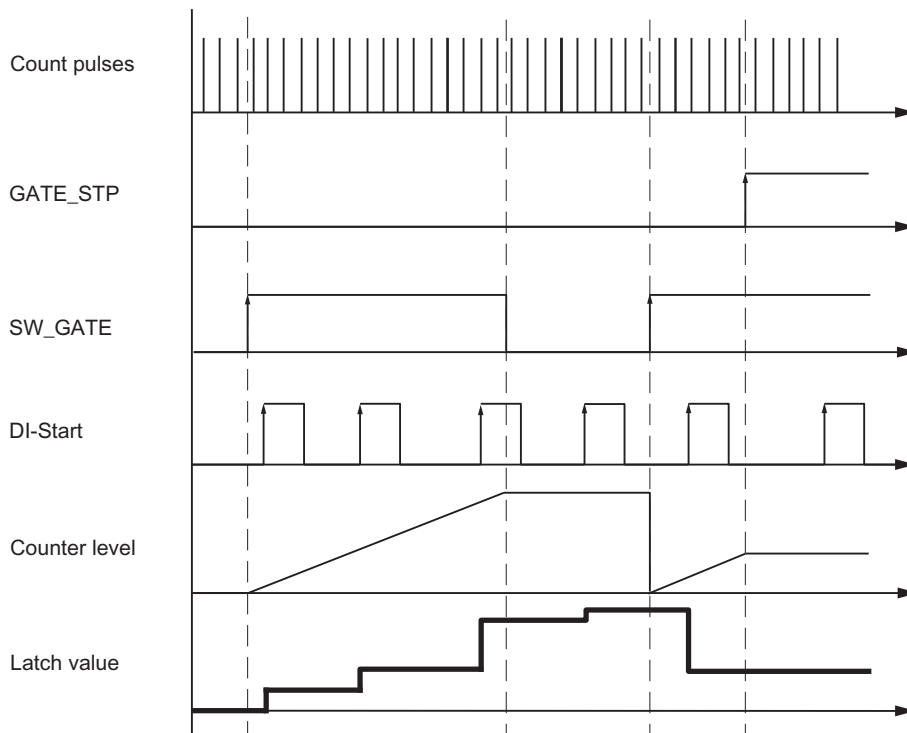 Count pulses
GATE_STP
SW_GATE
DI-Start
Counter level
Latch value